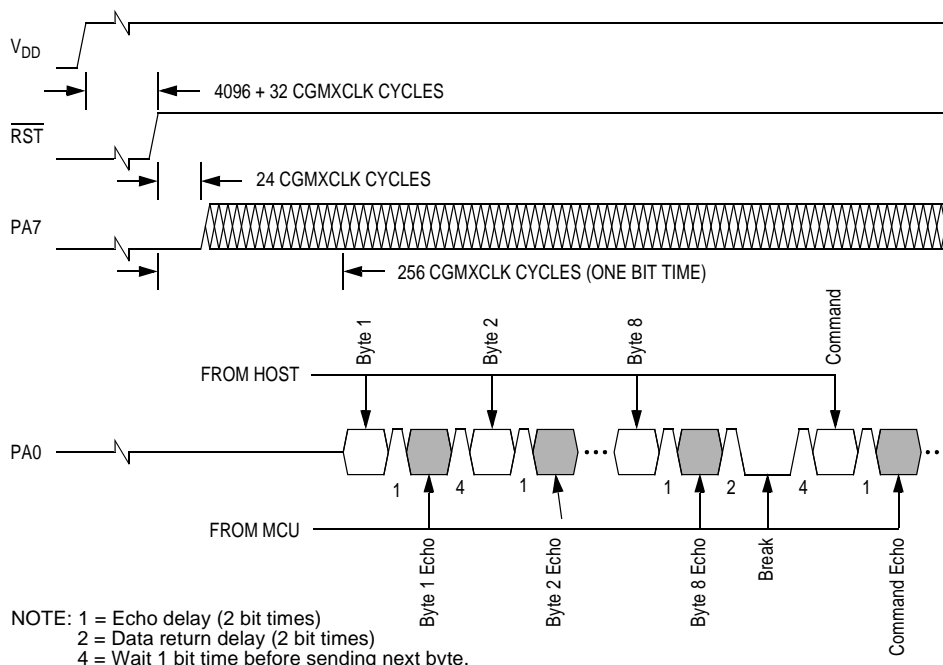 VDD
4096 + 32 CGMXCLK CYCLES
RST
24 CGMXCLK CYCLES
PA7
256 CGMXCLK CYCLES (ONE BIT TIME)
Byte 1
Byte 2
Byte 8
Command
FROM HOST
PA0
1
4
1
1
2
4
1
FROM MCU
Byte 1 Echo
Byte 2 Echo
Byte 8 Echo
Break
Command Echo
NOTE: 1 = Echo delay (2 bit times)
2 = Data return delay (2 bit times)
4 = Wait 1 bit time before sending next byte.